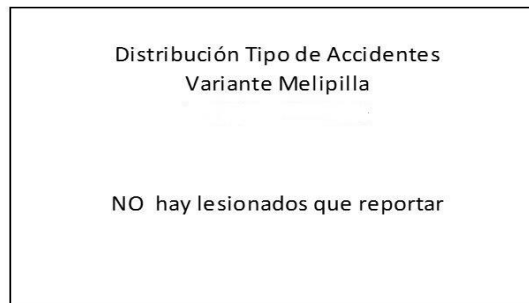 Distribución Tipo de Accidentes
Variante Melipilla
NO hay lesionados que reportar